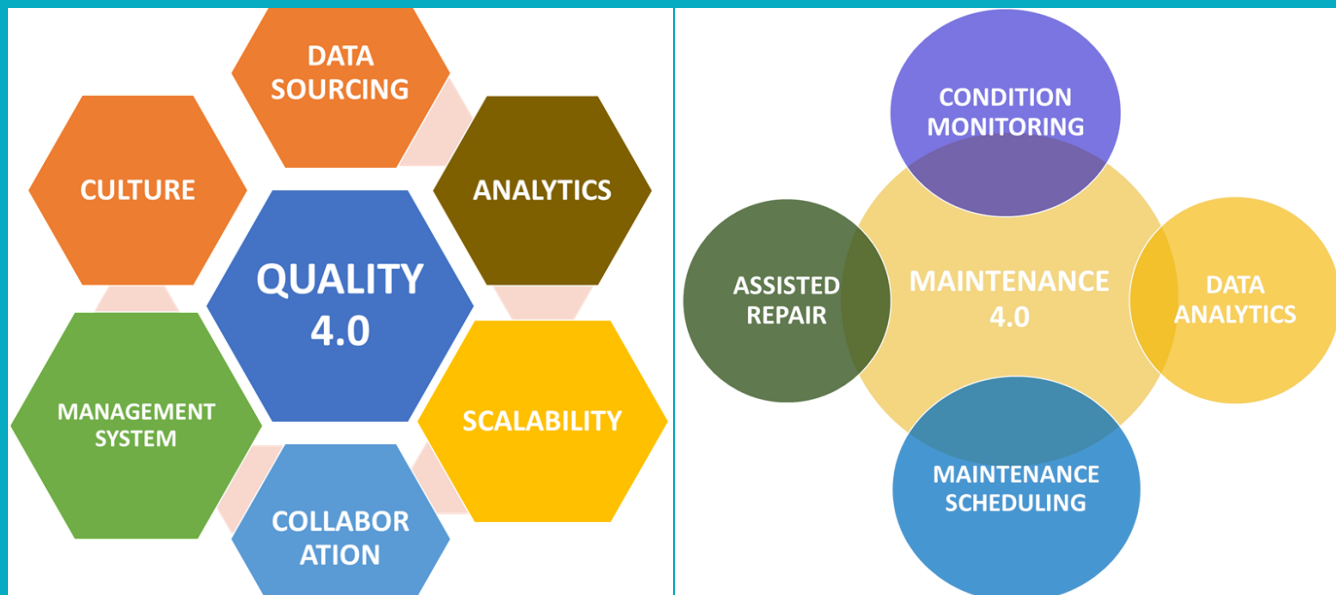 DATA
SOURCING
CULTURE
ANALYTICS
QUALITY
4.0
MANAGEMENT
SYSTEM
SCALABILITY
COLLABOR
ATION
CONDITION
MONITORING
ASSISTED
REPAIR
MAINTENANCE
4.0
DATA
ANALYTICS
MAINTENANCE
SCHEDULING